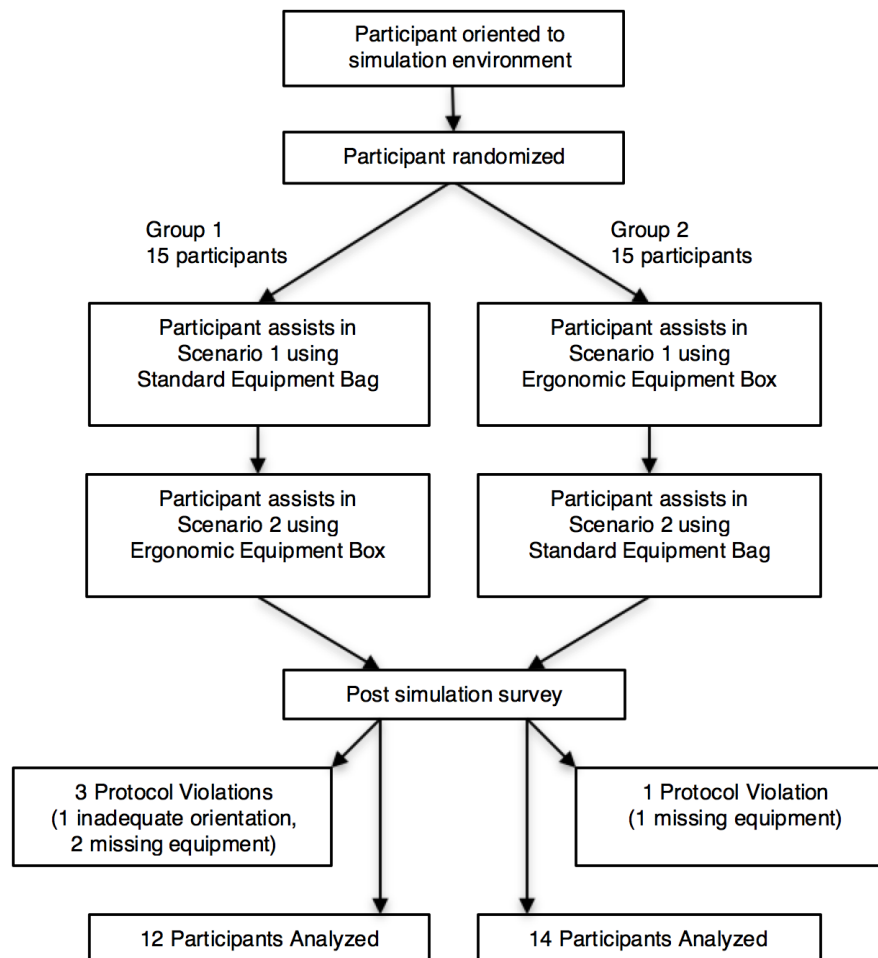 Participant oriented to
simulation environment
Participant randomized
Group 1
15 participants
Group 2
15 participants
Participant assists in
Scenario 1 using
Standard Equipment Bag
Participant assists in
Scenario 1 using
Ergonomic Equipment Box
Participant assists in
Scenario 2 using
Ergonomic Equipment Box
Participant assists in
Scenario 2 using
Standard Equipment Bag
Post simulation survey
3 Protocol Violations
(1 inadequate orientation,
2 missing equipment)
1 Protocol Violation
(1 missing equipment)
12 Participants Analyzed
14 Participants Analyzed